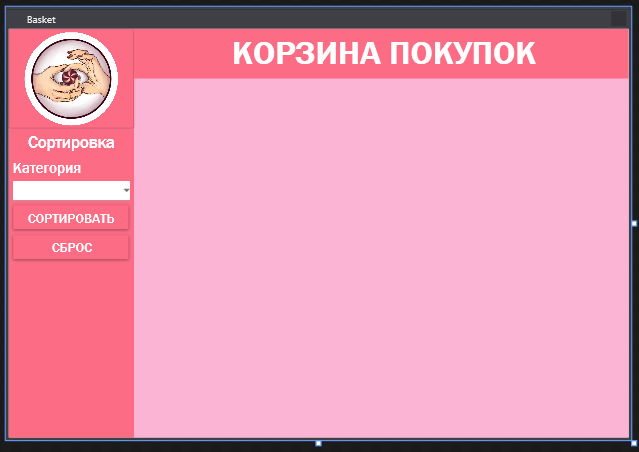 Basket
КОРЗИНА ПОКУПОК
Сортировка
Категория
СОРТИРОВАТЬ
СБРОС